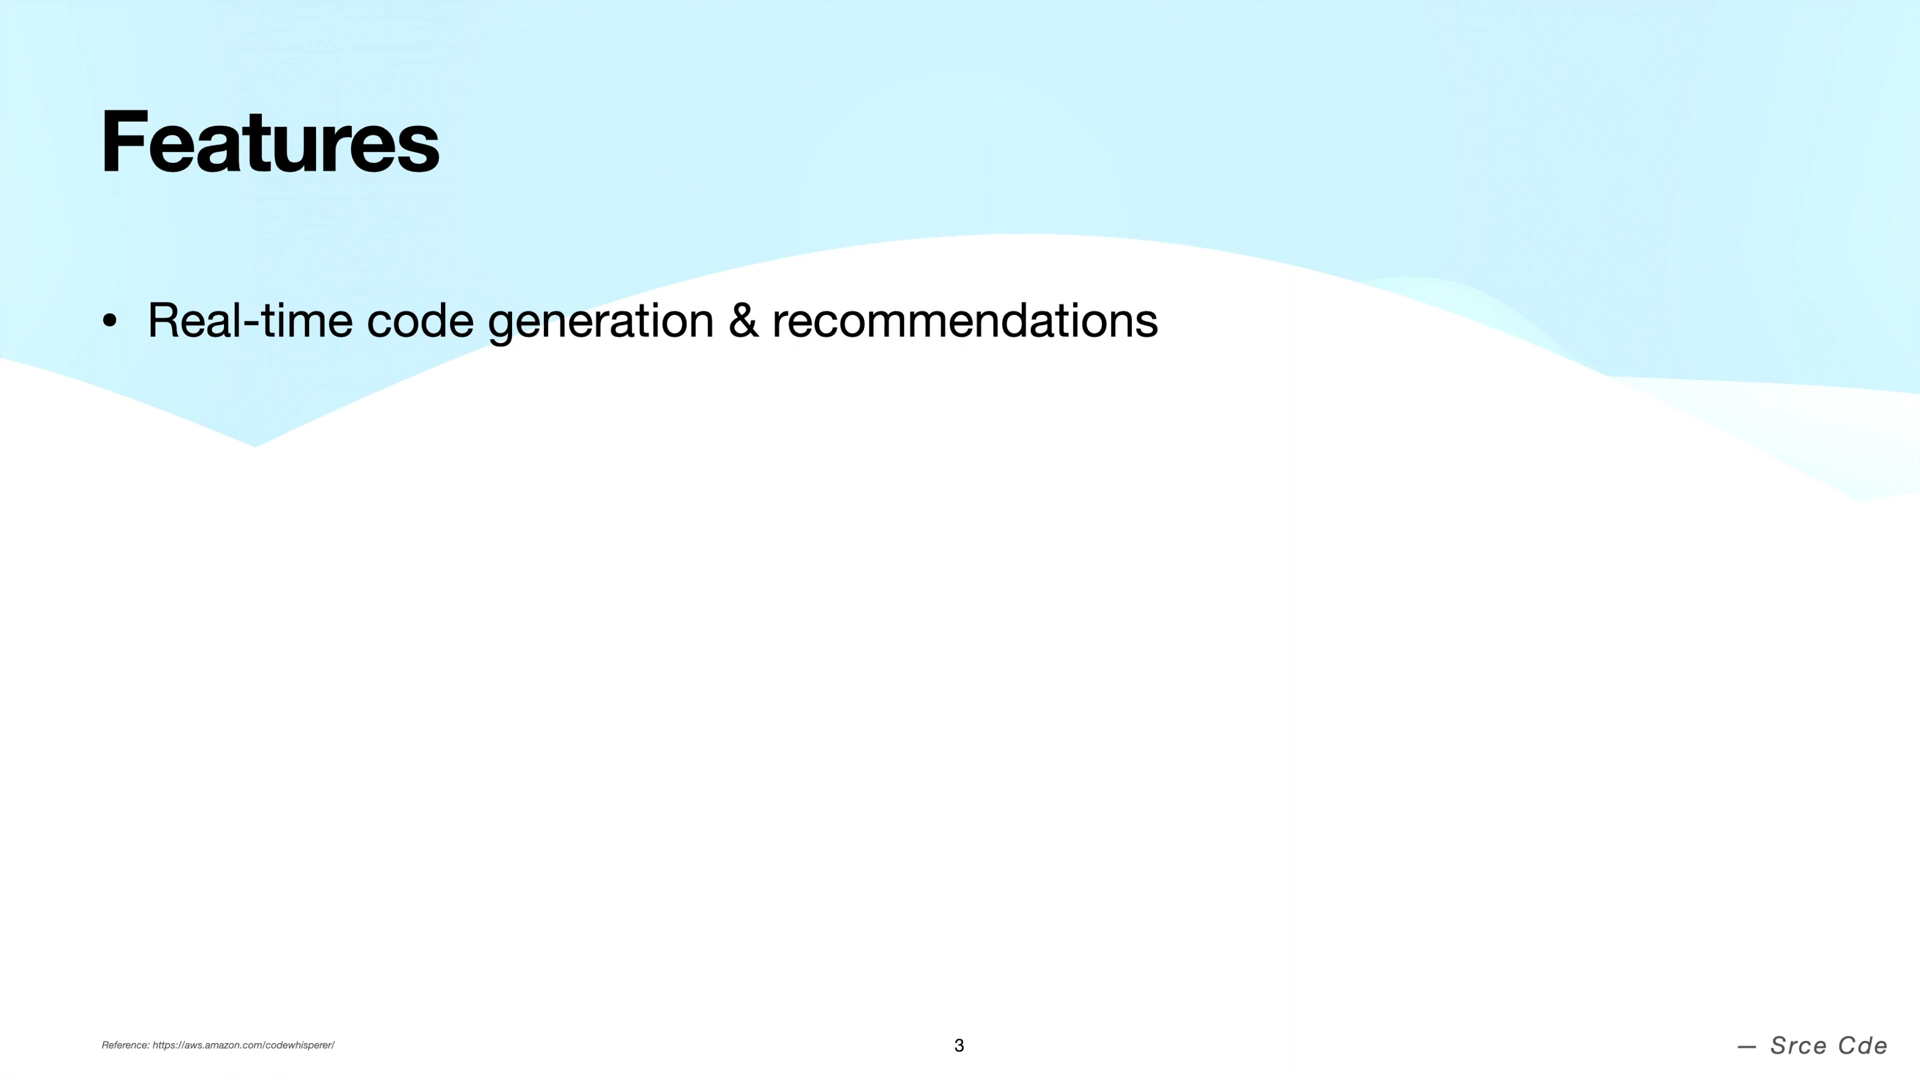 Features
• Real-time code generation & recommendations
Reference: https://aws.amazon.com/codewhisperer/
3
— Srce Cde